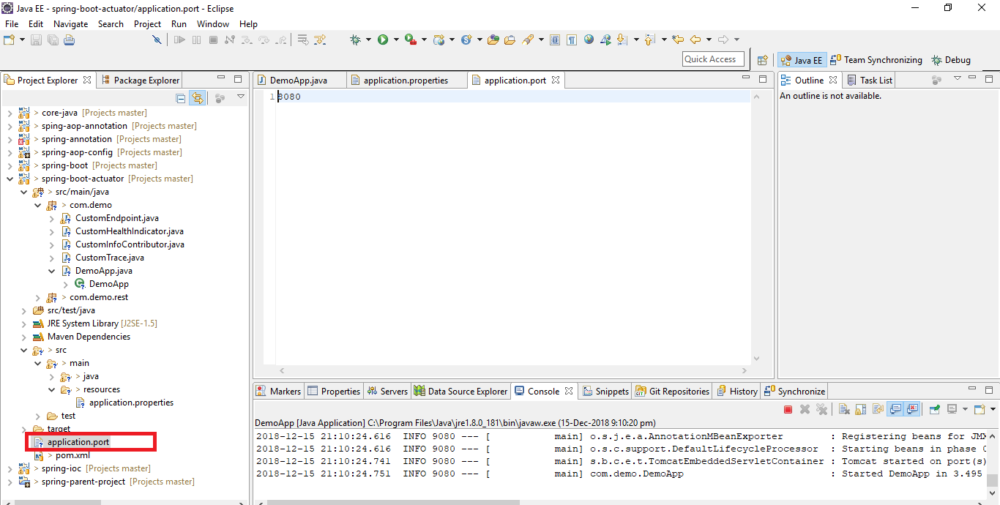 Java EE - spring-boot-actuator/application.port - Eclipse
File Edit Navigate Search Project Run Window Help
Quick Access
Java EE
Team Synchronizing
Debug
Project Explorer
Package Explorer
> core-java [Projects master]
> sping-aop-annotation [Projects master]
> spring-annotation [Projects master]
> spring-aop-config [Projects master]
> spring-boot [Projects master]
> spring-boot-actuator [Projects master]
> src/main/java
> com.demo
CustomEndpoint.java
CustomHealthIndicator.java
CustomInfoContributor.java
CustomTrace.java
DemoApp.java
DemoApp
> com.demo.rest
src/test/java
JRE System Library [J2SE-1.5]
Maven Dependencies
> src
> main
> java
> resources
application.properties
test
target
application.port
> pom.xml
> spring-ioc [Projects master]
> spring-parent-project [Projects master]
DemoApp.java
application.properties
application.port
1 8080
Outline
Task List
An outline is not available.
Markers
Properties
Servers
Data Source Explorer
Console
Snippets
Git Repositories
History
Synchronize
DemoApp [Java Application] C:\Program Files\Java\jre1.8.0_181\bin\javaw.exe (15-Dec-2018 9:10:20 pm)
2018-12-15 21:10:24.616 INFO 9080 --- [ main] o.s.j.e.a.AnnotationMBeanExporter : Registering beans for JMX
2018-12-15 21:10:24.636 INFO 9080 --- [ main] o.s.c.support.DefaultLifecycleProcessor : Starting beans in phase 0
2018-12-15 21:10:24.741 INFO 9080 --- [ main] s.b.c.e.t.TomcatEmbeddedServletContainer : Tomcat started on port(s)
2018-12-15 21:10:24.751 INFO 9080 --- [ main] com.demo.DemoApp : Started DemoApp in 3.495